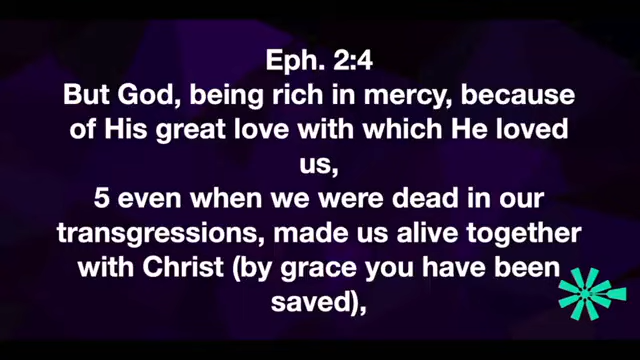 Eph. 2:4
But God, being rich in mercy, because
of His great love with which He loved
us,
5 even when we were dead in our
transgressions, made us alive together
with Christ (by grace you have been
saved),